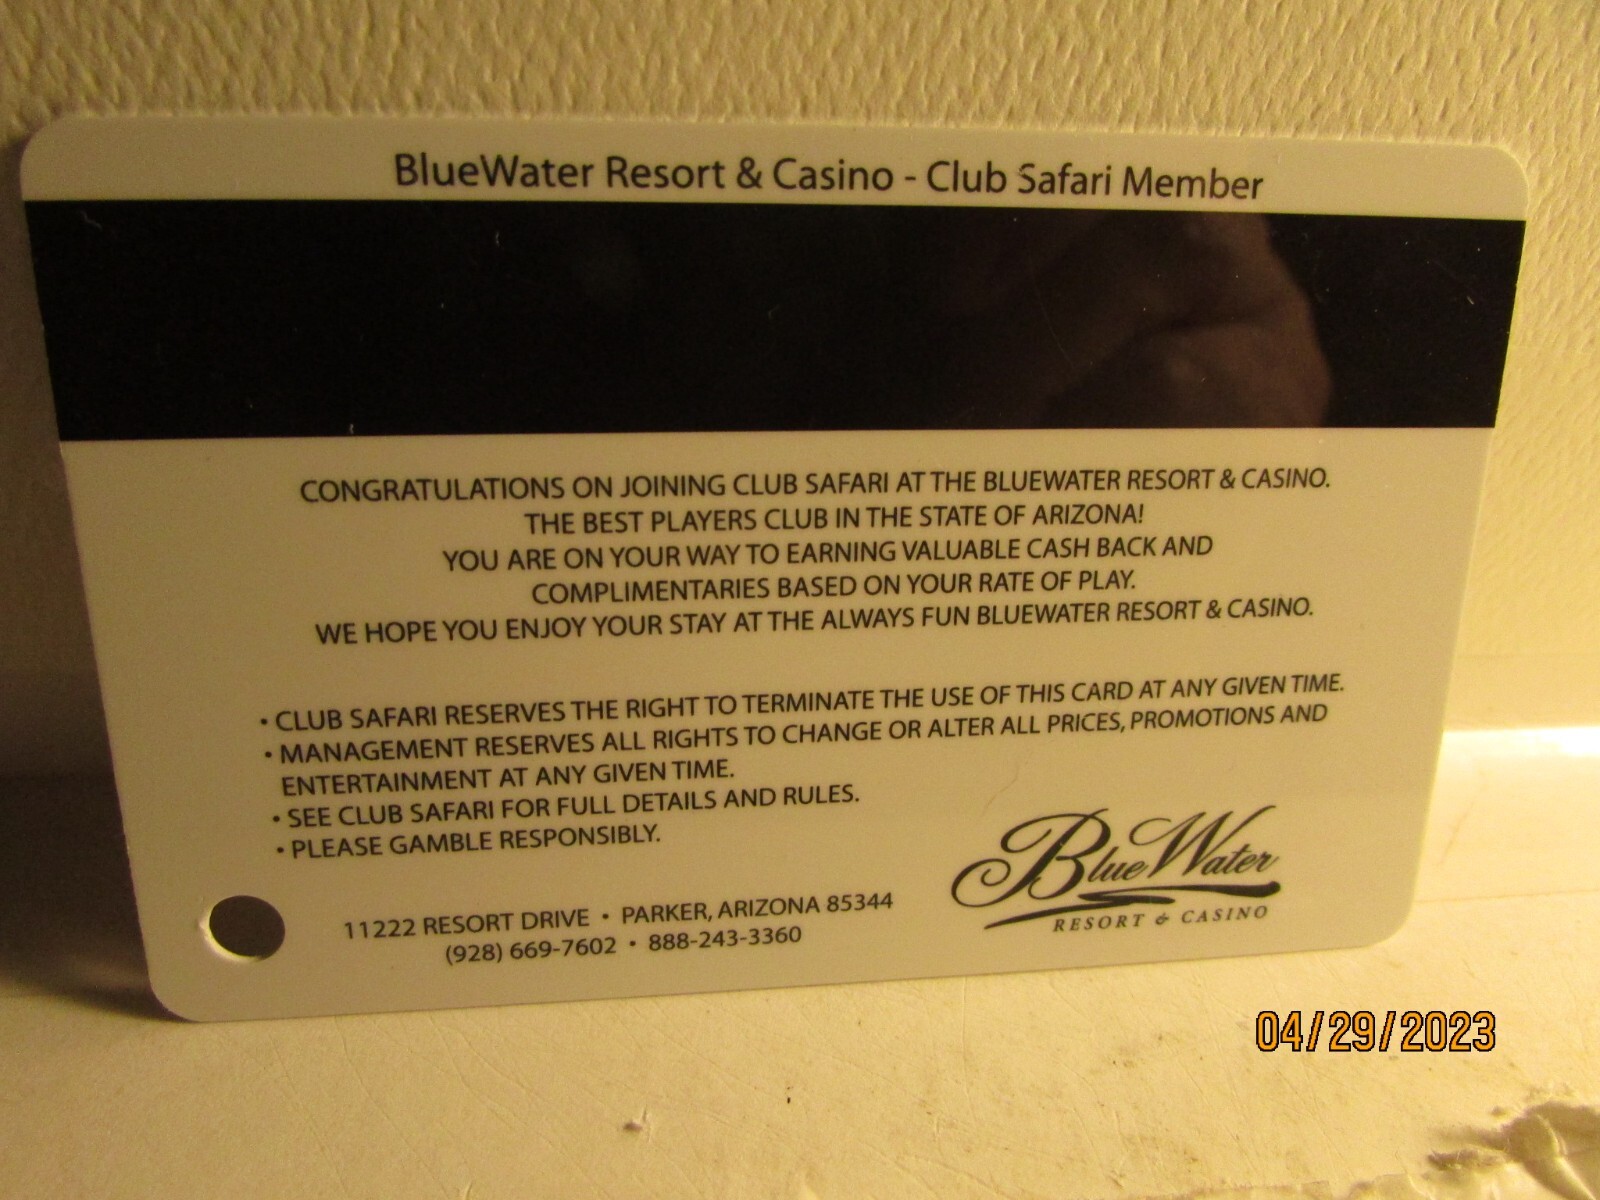 BlueWater Resort & Casino - Club Safari Member
CONGRATULATIONS ON JOINING CLUB SAFARI AT THE BLUEWATER RESORT & CASINO.
THE BEST PLAYERS CLUB IN THE STATE OF ARIZONA!
YOU ARE ON YOUR WAY TO EARNING VALUABLE CASH BACK AND
COMPLIMENTARIES BASED ON YOUR RATE OF PLAY.
WE HOPE YOU ENJOY YOUR STAY AT THE ALWAYS FUN BLUEWATER RESORT & CASINO.
• CLUB SAFARI RESERVES THE RIGHT TO TERMINATE THE USE OF THIS CARD AT ANY GIVEN TIME.
• MANAGEMENT RESERVES ALL RIGHTS TO CHANGE OR ALTER ALL PRICES, PROMOTIONS AND
ENTERTAINMENT AT ANY GIVEN TIME.
• SEE CLUB SAFARI FOR FULL DETAILS AND RULES.
• PLEASE GAMBLE RESPONSIBLY.
11222 RESORT DRIVE • PARKER, ARIZONA 85344
(928) 669-7602 • 888-243-3360
BlueWater
RESORT & CASINO
04/29/2023